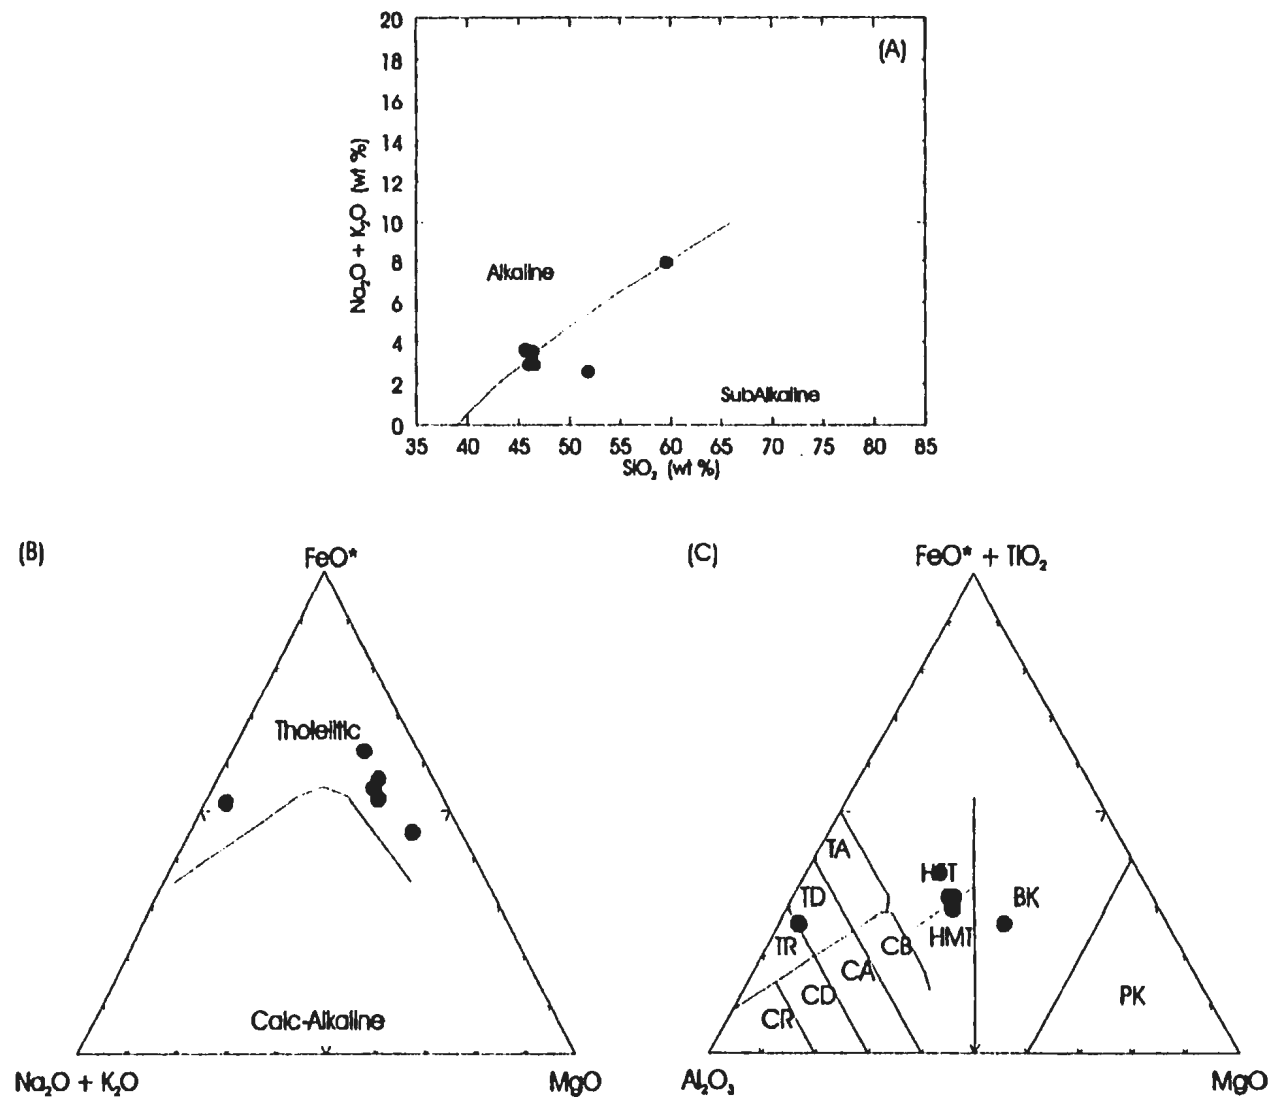 (A)
20
18
16
14
12
10
8
6
4
2
0
Na₂O + K₂O (wt %)
Alkaline
SubAlkaline
35 40 45 50 55 60 65 70 75 80 85
SiO₂ (wt %)
(B)
FeO*
Tholeiitic
Calc-Alkaline
Na₂O + K₂O
MgO
(C)
FeO* + TiO₂
TA
HFT
TD
BK
TR
HMT
CB
CA
CD
PK
CR
Al₂O₃
MgO